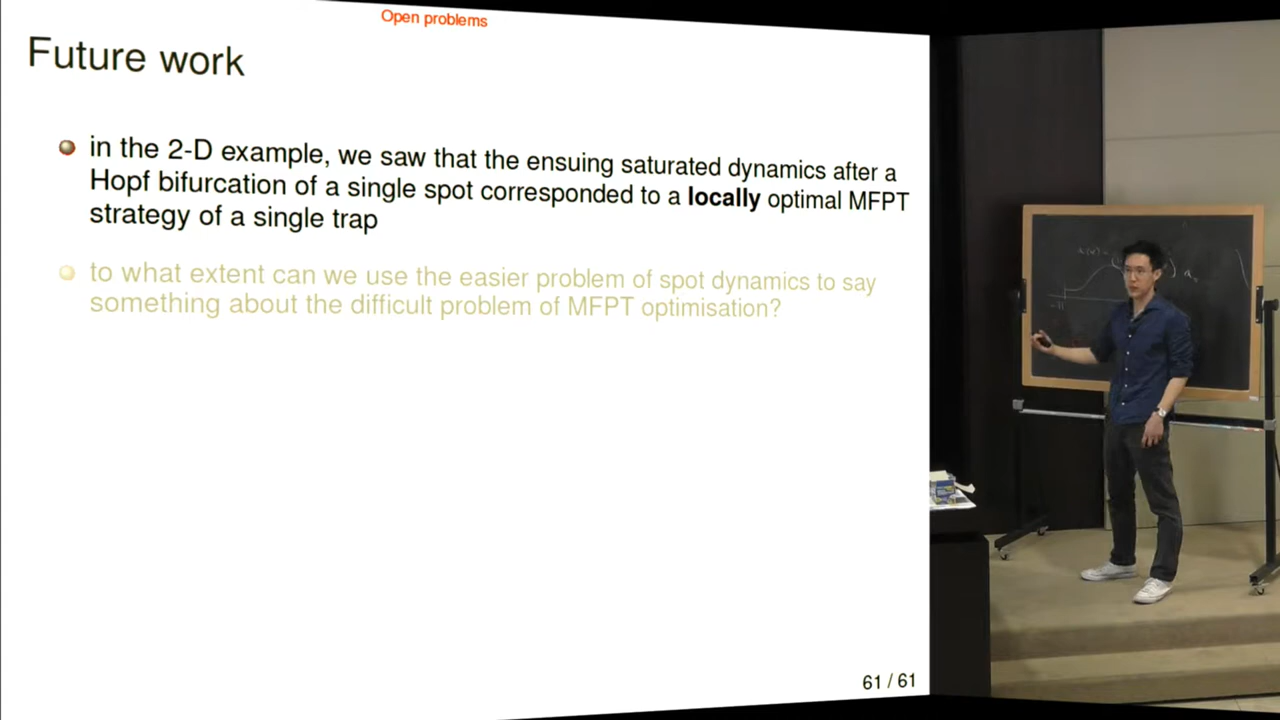 Open problems
Future work
in the 2-D example, we saw that the ensuing saturated dynamics after a
Hopf bifurcation of a single spot corresponded to a locally optimal MFPT
strategy of a single trap
to what extent can we use the easier problem of spot dynamics to say
something about the difficult problem of MFPT optimisation?
61 / 61